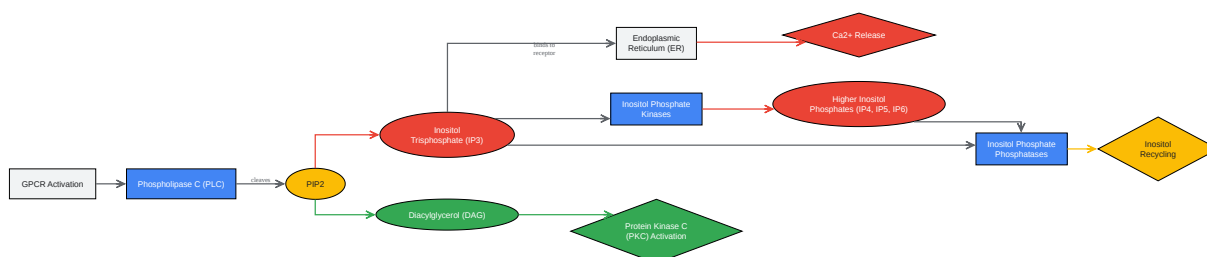 Endoplasmic
Reticulum (ER)
Ca2+ Release
binds to
receptor
Inositol Phosphate
Kinases
Higher Inositol
Phosphates (IP4, IP5, IP6)
Inositol
Trisphosphate (IP3)
Inositol Phosphate
Phosphatases
Inositol
Recycling
GPCR Activation
Phospholipase C (PLC)
cleaves
PIP2
Diacylglycerol (DAG)
Protein Kinase C
(PKC) Activation